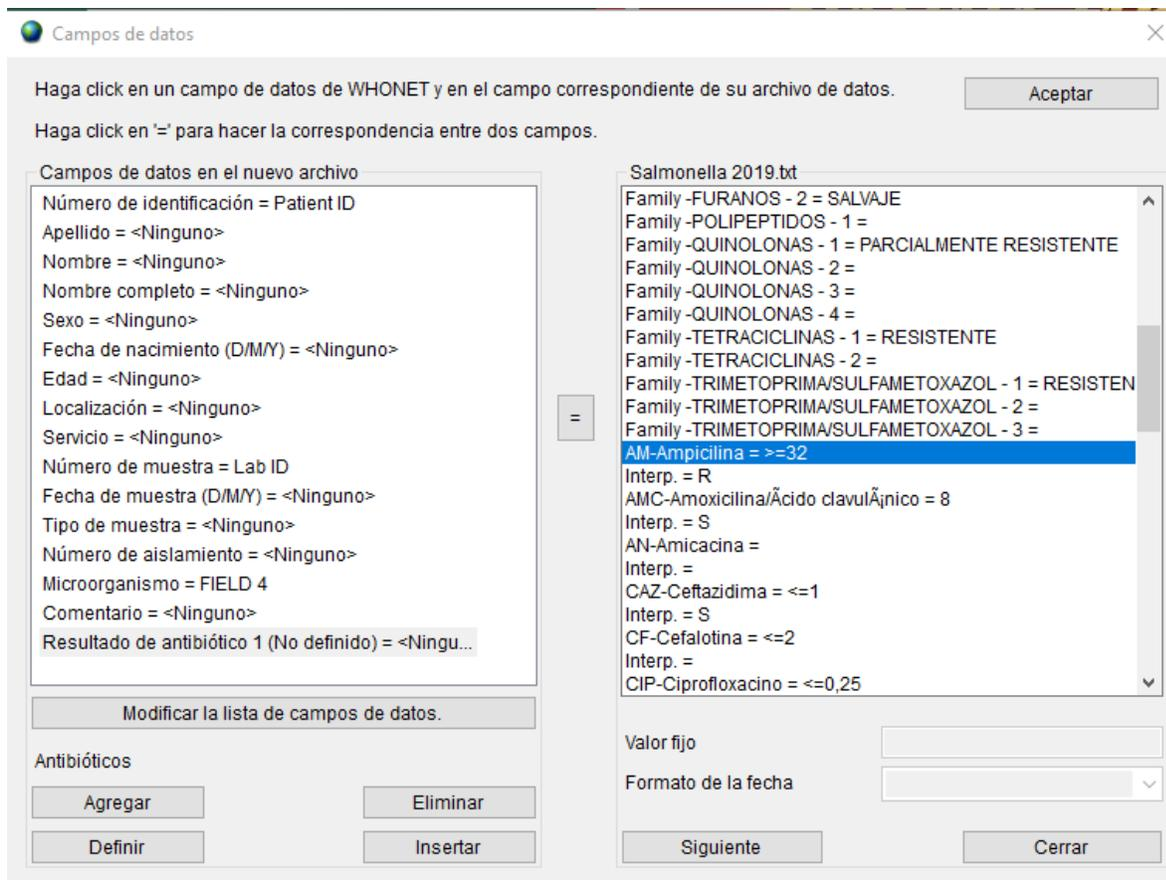 Campos de datos
Haga click en un campo de datos de WHONET y en el campo correspondiente de su archivo de datos.
Aceptar
Haga click en '=' para hacer la correspondencia entre dos campos.
Campos de datos en el nuevo archivo
Número de identificación = Patient ID
Apellido = <Ninguno>
Nombre = <Ninguno>
Nombre completo = <Ninguno>
Sexo = <Ninguno>
Fecha de nacimiento (D/M/Y) = <Ninguno>
Edad = <Ninguno>
Localización = <Ninguno>
Servicio = <Ninguno>
Número de muestra = Lab ID
Fecha de muestra (D/M/Y) = <Ninguno>
Tipo de muestra = <Ninguno>
Número de aislamiento = <Ninguno>
Microorganismo = FIELD 4
Comentario = <Ninguno>
Resultado de antibiótico 1 (No definido) = <Ningu...
Modificar la lista de campos de datos.
Antibióticos
Agregar
Eliminar
Definir
Insertar
=
Salmonella 2019.txt
Family -FURANOS - 2 = SALVAJE
Family -POLIPEPTIDOS - 1 =
Family -QUINOLONAS - 1 = PARCIALMENTE RESISTENTE
Family -QUINOLONAS - 2 =
Family -QUINOLONAS - 3 =
Family -QUINOLONAS - 4 =
Family -TETRACICLINAS - 1 = RESISTENTE
Family -TETRACICLINAS - 2 =
Family -TRIMETOPRIMA/SULFAMETOXAZOL - 1 = RESISTEN
Family -TRIMETOPRIMA/SULFAMETOXAZOL - 2 =
Family -TRIMETOPRIMA/SULFAMETOXAZOL - 3 =
AM-Ampicilina = >=32
Interp. = R
AMC-Amoxicilina/Ãcido clavulÃ¡nico = 8
Interp. = S
AN-Amicacina =
Interp. =
CAZ-Ceftazidima = <=1
Interp. = S
CF-Cefalotina = <=2
Interp. =
CIP-Ciprofloxacino = <=0,25
Valor fijo
Formato de la fecha
Siguiente
Cerrar